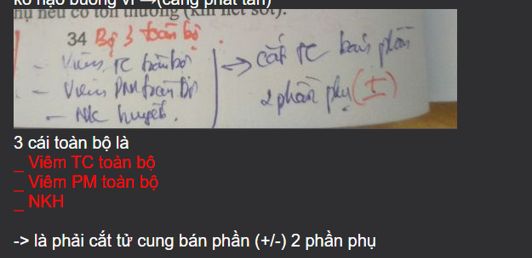 ko nạo buồng vì →(càng phát tán)
nụ nếu có tổn thương (khi hết sốt).
34 Bộ 3 toàn bộ
- Viêm TC toàn bộ
- Viêm PM toàn bộ
- Nk huyết.
→ cắt TC bán phần
2 phần phụ (±)
3 cái toàn bộ là
_ Viêm TC toàn bộ
_ Viêm PM toàn bộ
_ NKH
-> là phải cắt tử cung bán phần (+/-) 2 phần phụ